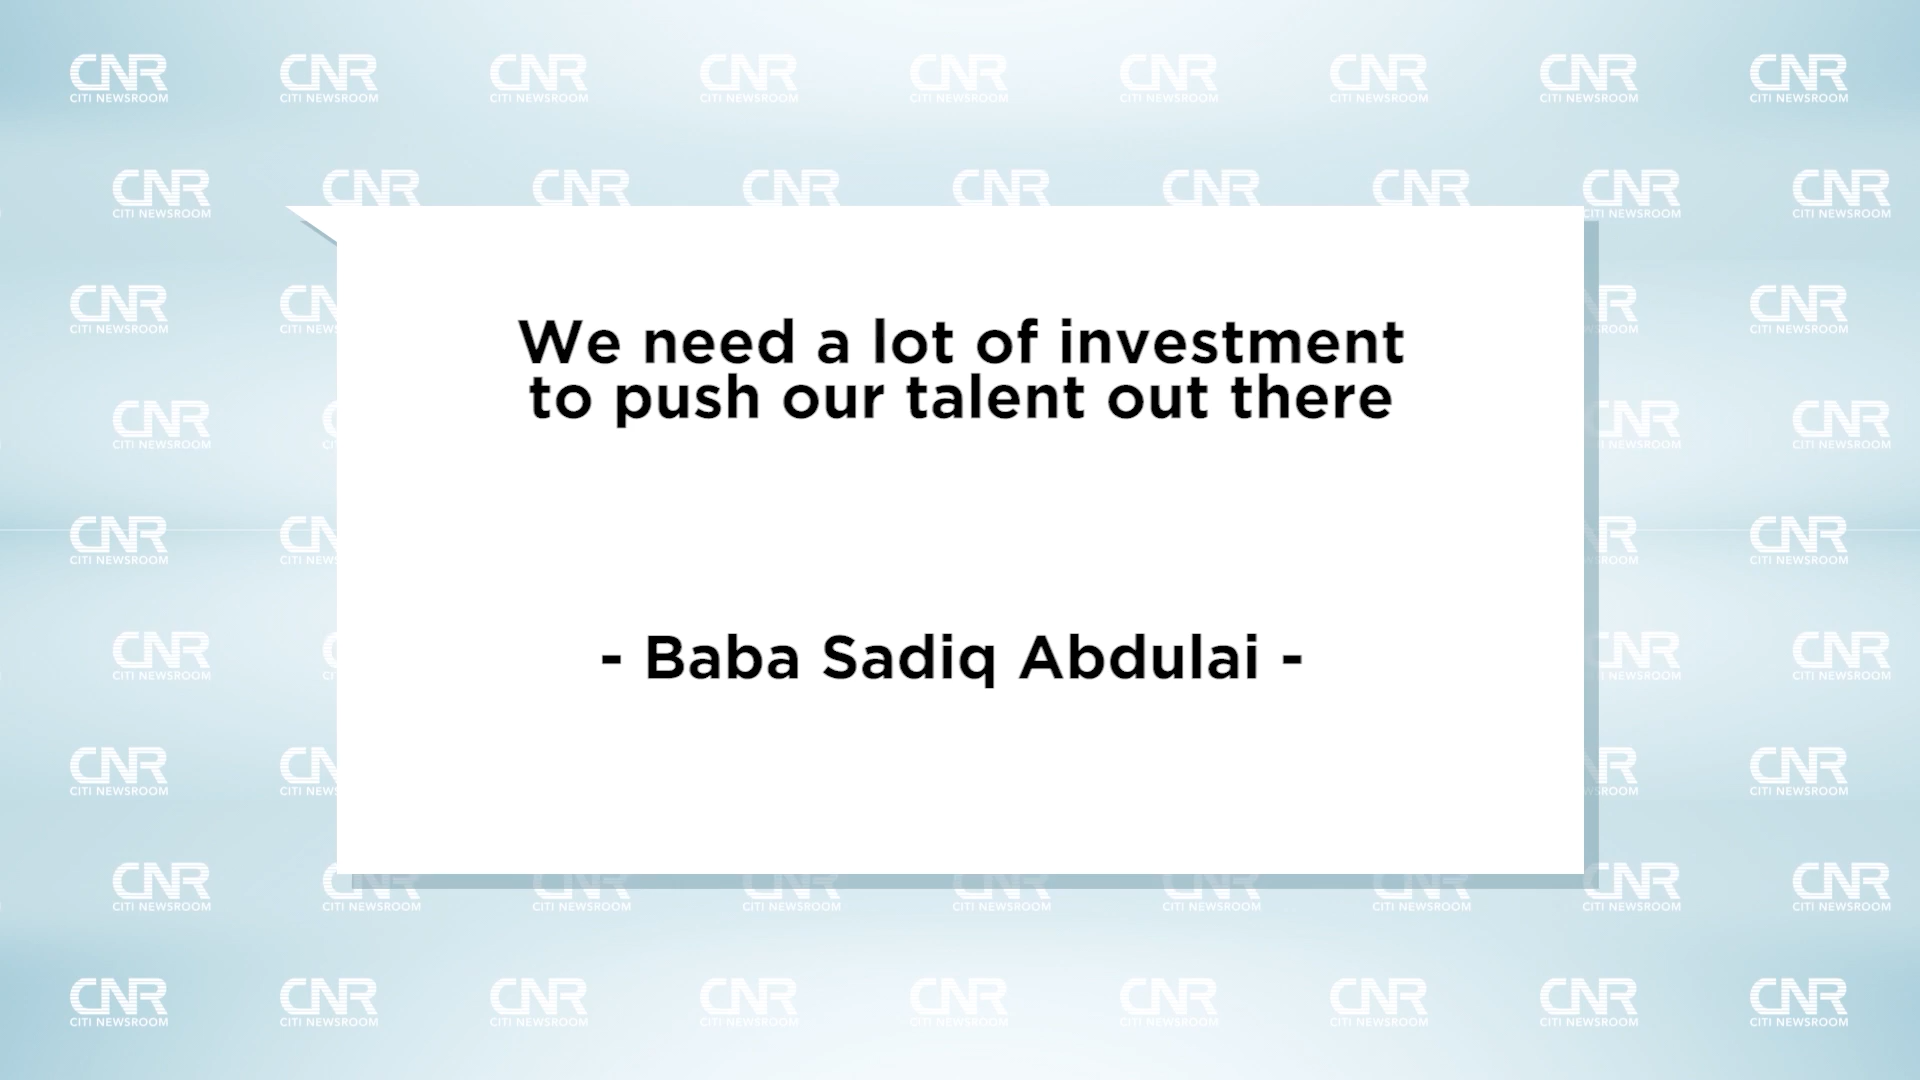 We need a lot of investment
to push our talent out there
- Baba Sadiq Abdulai -
CNR
CITI NEWSROOM